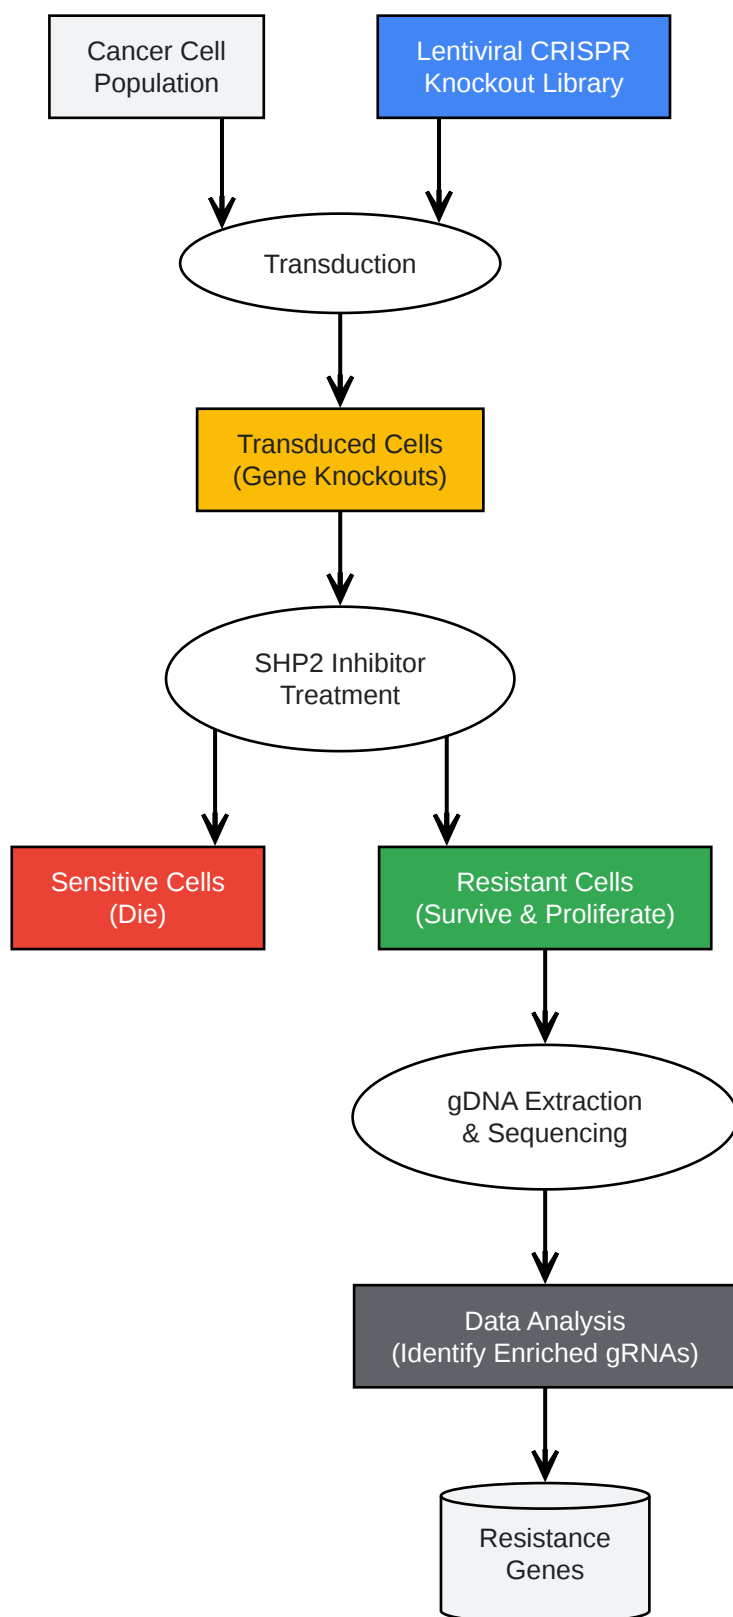 Cancer Cell
Population
Lentiviral CRISPR
Knockout Library
Transduction
Transduced Cells
(Gene Knockouts)
SHP2 Inhibitor
Treatment
Sensitive Cells
(Die)
Resistant Cells
(Survive & Proliferate)
gDNA Extraction
& Sequencing
Data Analysis
(Identify Enriched gRNAs)
Resistance
Genes